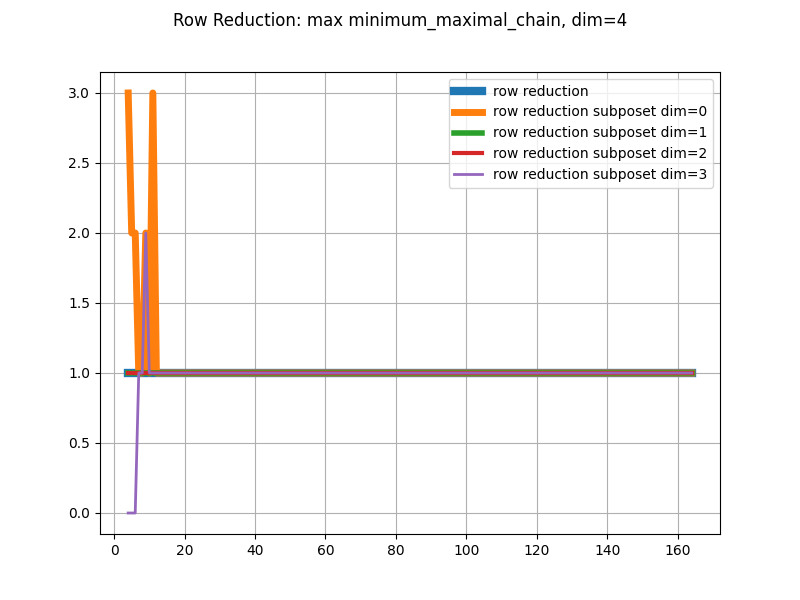 Row Reduction: max minimum_maximal_chain, dim=4
row reduction
row reduction subposet dim=0
row reduction subposet dim=1
row reduction subposet dim=2
row reduction subposet dim=3
3.0
2.5
2.0
1.5
1.0
0.5
0.0
0 20 40 60 80 100 120 140 160